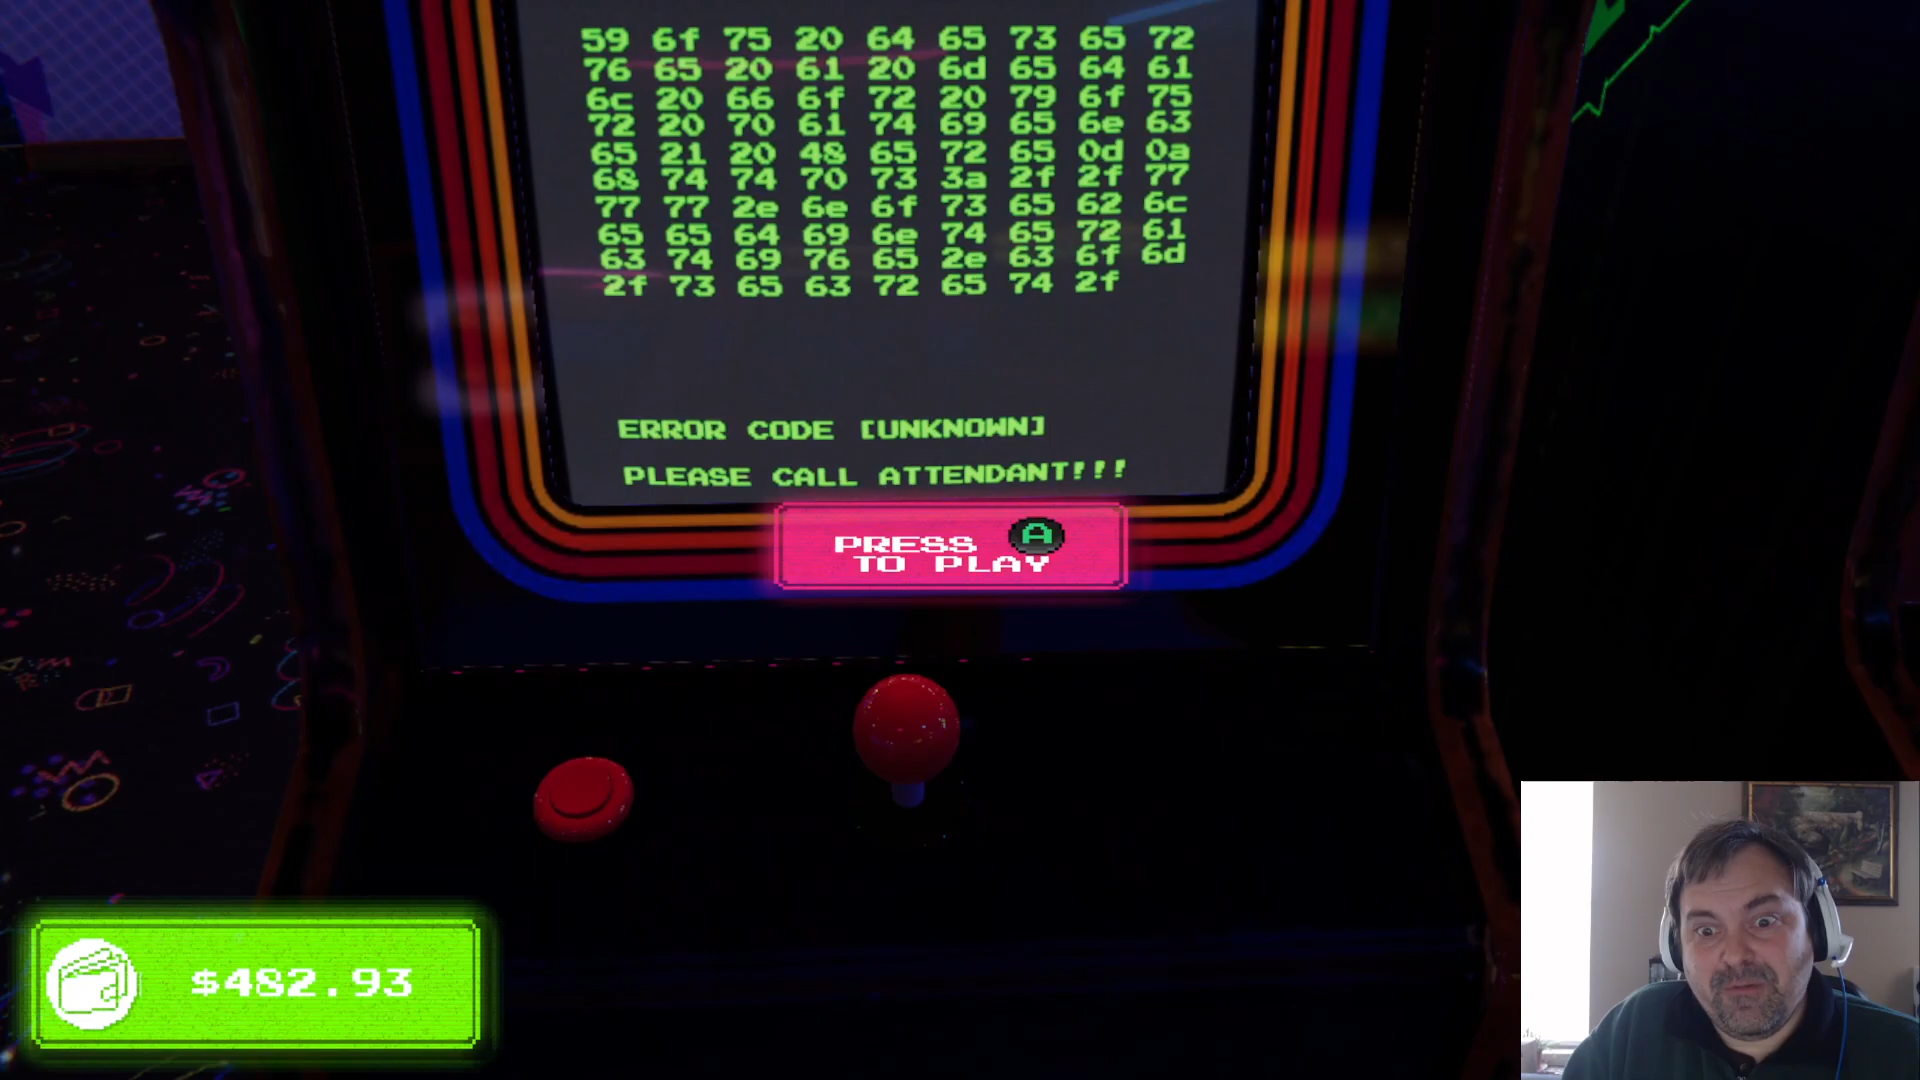 59 6f 75 20 64 65 73 65 72
76 65 20 61 20 6d 65 64 61
6c 20 66 6f 72 20 79 6f 75
72 20 70 61 74 69 65 6e 63
65 21 20 48 65 72 65 0d 0a
68 74 74 70 73 3a 2f 2f 77
77 77 2e 6e 6f 73 65 62 6c
65 65 64 69 6e 74 65 72 61
63 74 69 76 65 2e 63 6f 6d
2f 73 65 63 72 65 74 2f
ERROR CODE [UNKNOWN]
PLEASE CALL ATTENDANT!!!
PRESS A
TO PLAY
$482.93